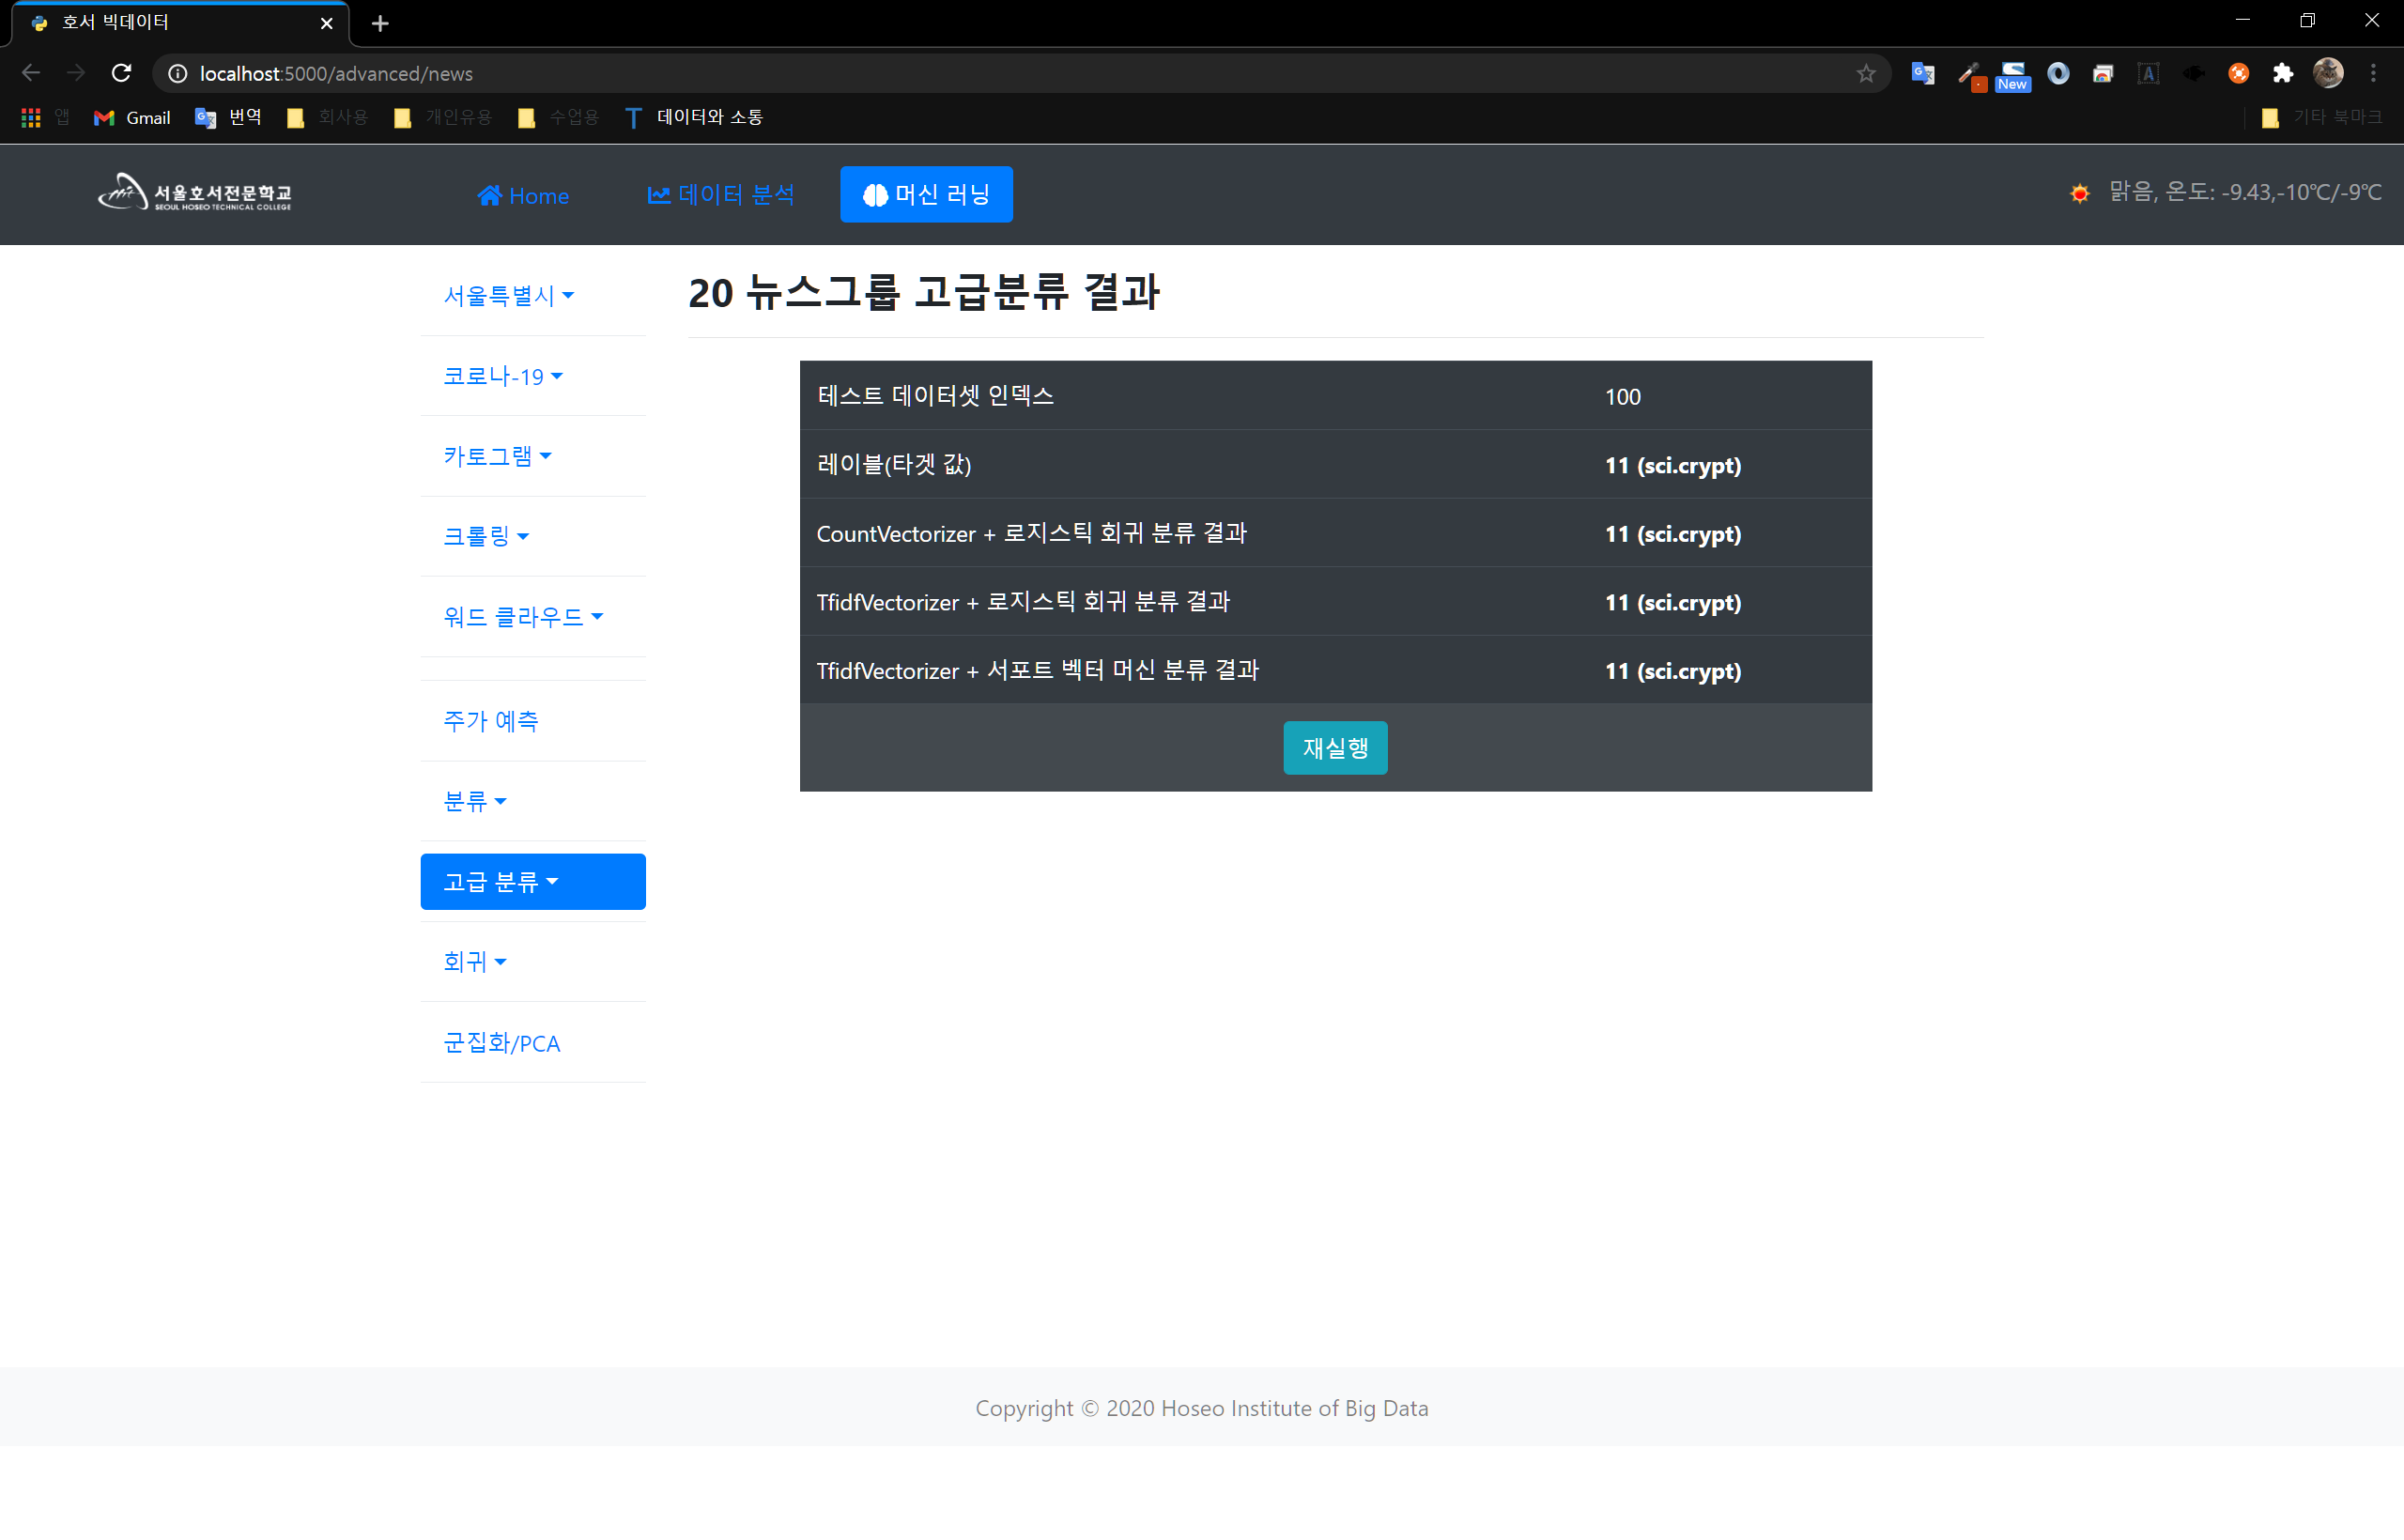 호서 빅데이터
localhost:5000/advanced/news
New
앱
Gmail
번역
회사용
개인유용
수업용
데이터와 소통
기타 북마크
서울호서전문학교
SEOUL HOSEO TECHNICAL COLLEGE
Home
데이터 분석
머신 러닝
맑음, 온도: -9.43,-10℃/-9℃
서울특별시
코로나-19
카토그램
크롤링
워드 클라우드
주가 예측
분류
고급 분류
회귀
군집화/PCA
20 뉴스그룹 고급분류 결과
테스트 데이터셋 인덱스 100
레이블(타겟 값) 11 (sci.crypt)
CountVectorizer + 로지스틱 회귀 분류 결과 11 (sci.crypt)
TfidfVectorizer + 로지스틱 회귀 분류 결과 11 (sci.crypt)
TfidfVectorizer + 서포트 벡터 머신 분류 결과 11 (sci.crypt)
재실행
Copyright © 2020 Hoseo Institute of Big Data